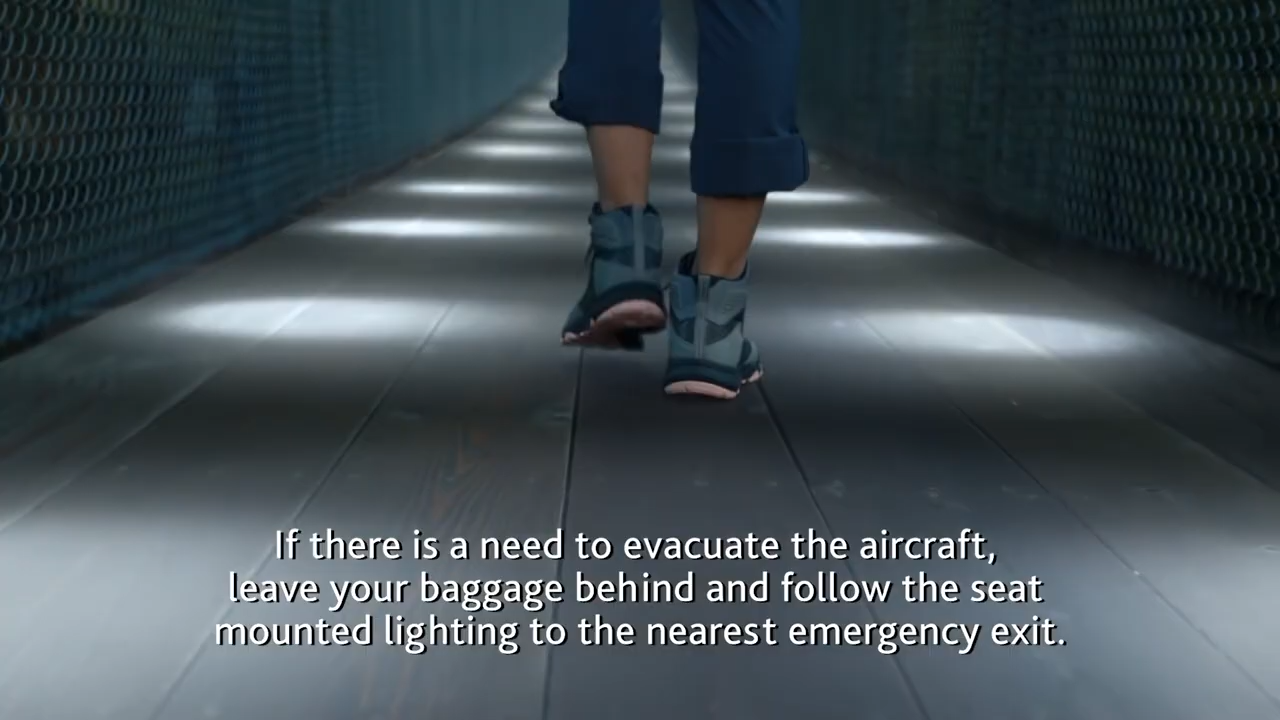 If there is a need to evacuate the aircraft,
leave your baggage behind and follow the seat
mounted lighting to the nearest emergency exit.